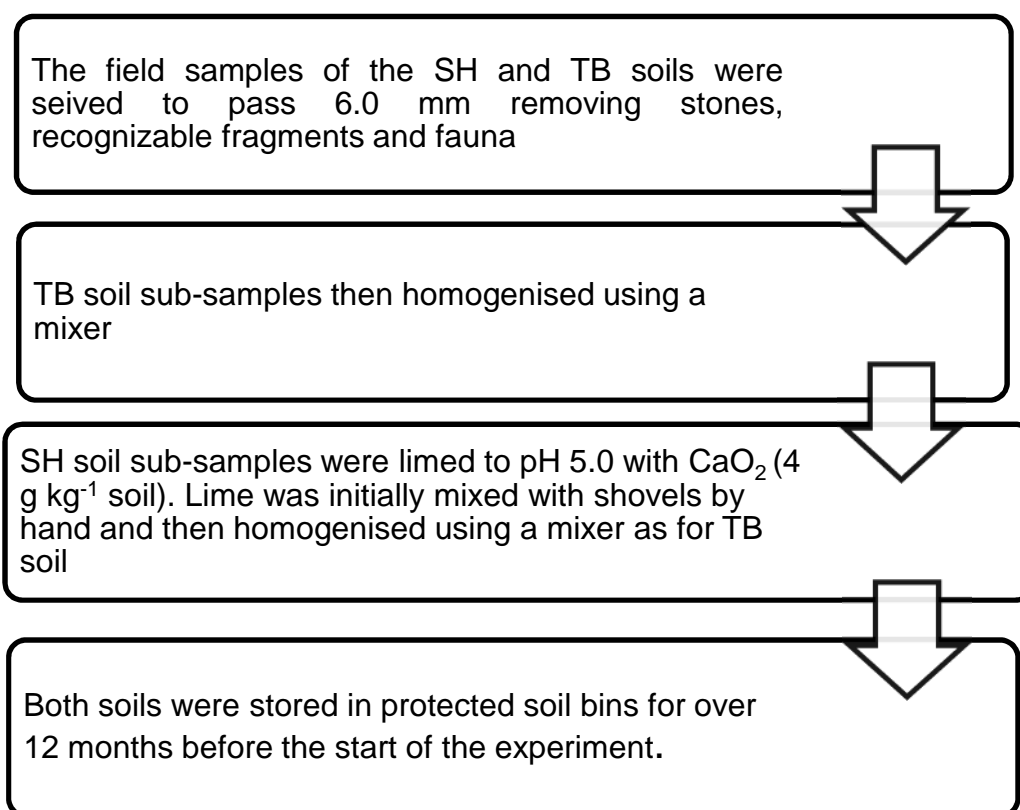 The field samples of the SH and TB soils were
seived to pass 6.0 mm removing stones,
recognizable fragments and fauna
TB soil sub-samples then homogenised using a
mixer
SH soil sub-samples were limed to pH 5.0 with CaO₂ (4
g kg⁻¹ soil). Lime was initially mixed with shovels by
hand and then homogenised using a mixer as for TB
soil
Both soils were stored in protected soil bins for over
12 months before the start of the experiment.